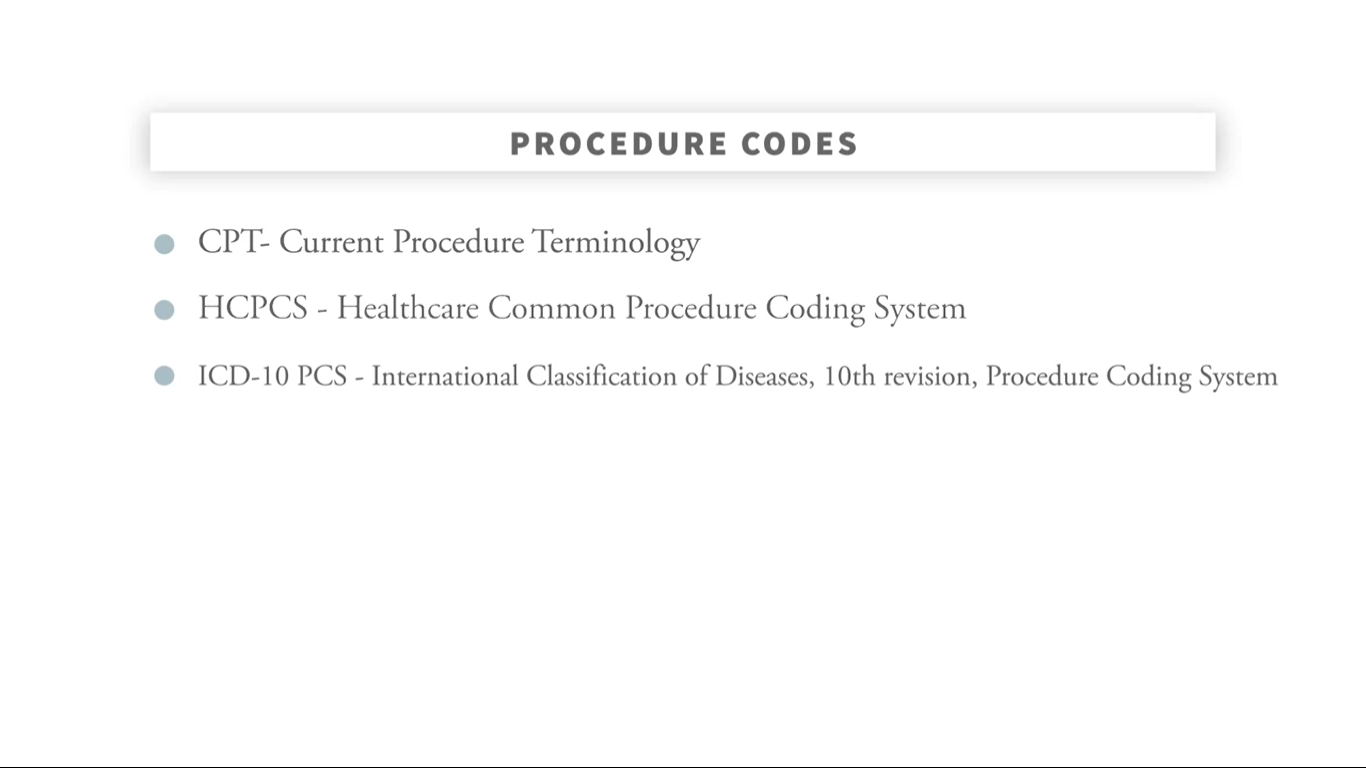 PROCEDURE CODES
CPT- Current Procedure Terminology
HCPCS - Healthcare Common Procedure Coding System
ICD-10 PCS - International Classification of Diseases, 10th revision, Procedure Coding System